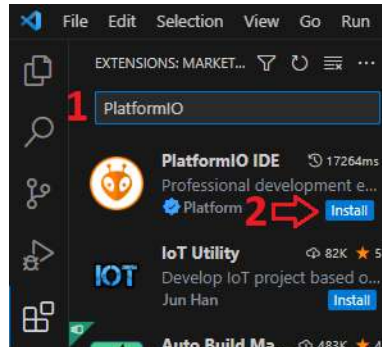 File Edit Selection View Go Run
EXTENSIONS: MARKET...
1
PlatformIO
PlatformIO IDE 17264ms
Professional development e...
Platform 2 Install
IoT Utility 82K ★ 5
IOT Develop IoT project based o...
Jun Han Install
Auto Build Ma... 483K ★ 4